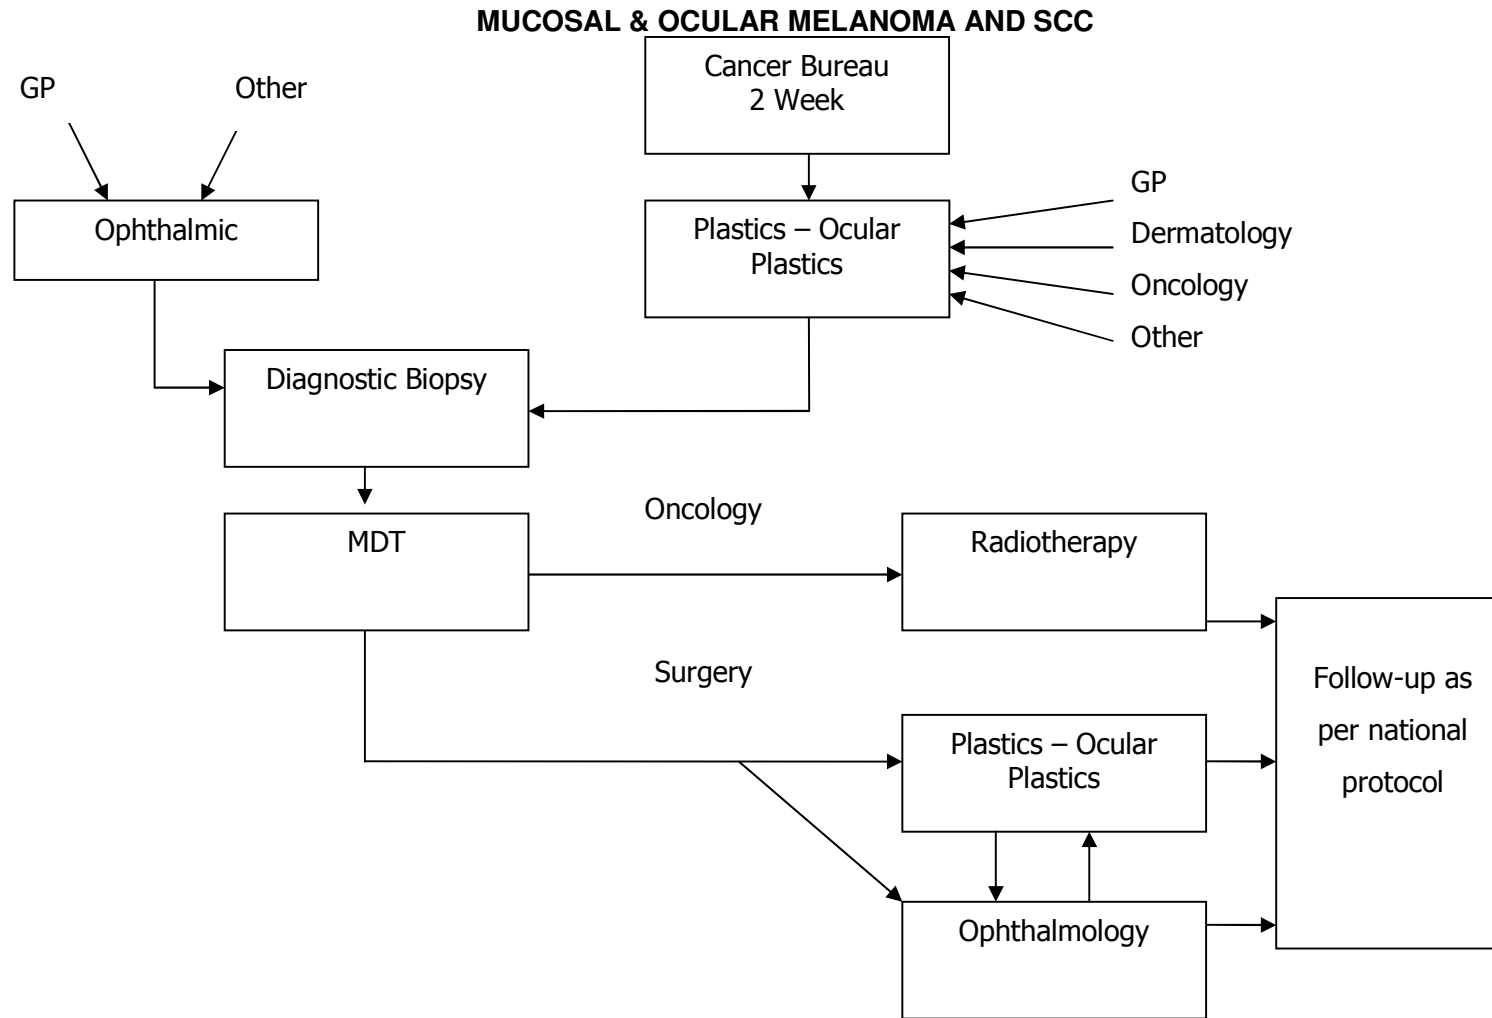 MUCOSAL & OCULAR MELANOMA AND SCC
Cancer Bureau
2 Week
GP
Other
Ophthalmic
Plastics – Ocular
Plastics
GP
Dermatology
Oncology
Other
Diagnostic Biopsy
MDT
Oncology
Radiotherapy
Surgery
Plastics – Ocular
Plastics
Ophthalmology
Follow-up as
per national
protocol